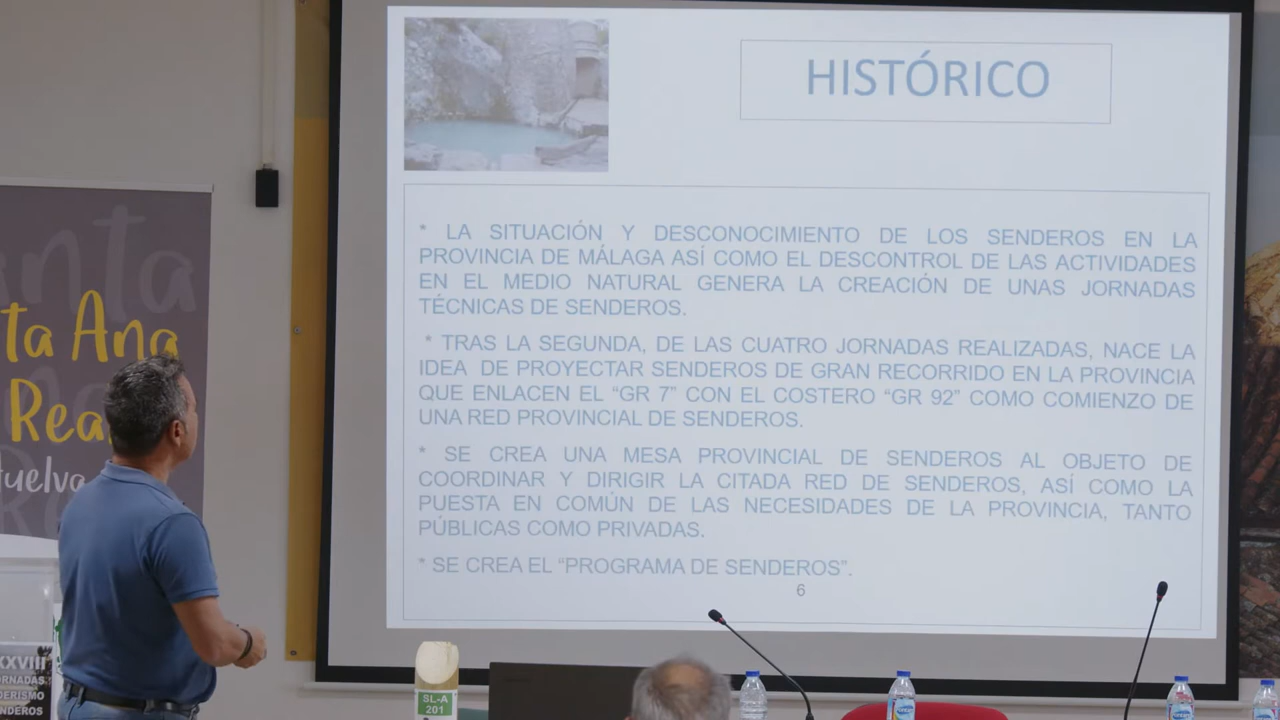 HISTÓRICO
* LA SITUACIÓN Y DESCONOCIMIENTO DE LOS SENDEROS EN LA
PROVINCIA DE MÁLAGA ASÍ COMO EL DESCONTROL DE LAS ACTIVIDADES
EN EL MEDIO NATURAL GENERA LA CREACIÓN DE UNAS JORNADAS
TÉCNICAS DE SENDEROS.
* TRAS LA SEGUNDA, DE LAS CUATRO JORNADAS REALIZADAS, NACE LA
IDEA DE PROYECTAR SENDEROS DE GRAN RECORRIDO EN LA PROVINCIA
QUE ENLACEN EL “GR 7” CON EL COSTERO “GR 92” COMO COMIENZO DE
UNA RED PROVINCIAL DE SENDEROS.
* SE CREA UNA MESA PROVINCIAL DE SENDEROS AL OBJETO DE
COORDINAR Y DIRIGIR LA CITADA RED DE SENDEROS, ASÍ COMO LA
PUESTA EN COMÚN DE LAS NECESIDADES DE LA PROVINCIA, TANTO
PÚBLICAS COMO PRIVADAS.
* SE CREA EL “PROGRAMA DE SENDEROS”.
6
anta
ta Ana
Rea
uelva
XXVIII
ORNADAS
DERISMO
NDEROS
SL-A
201